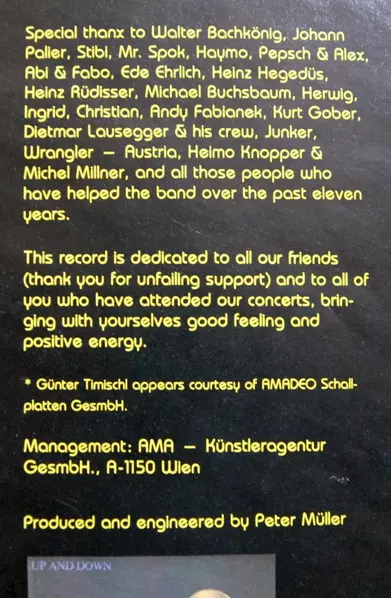 Special thanx to Walter Bachkönig, Johann
Palier, Stibi, Mr. Spok, Haymo, Pepsch & Alex,
Abi & Fabo, Ede Ehrlich, Heinz Hegedüs,
Heinz Rüdisser, Michael Buchsbaum, Herwig,
Ingrid, Christian, Andy Fabianek, Kurt Gober,
Dietmar Lausegger & his crew, Junker,
Wrangler – Austria, Heimo Knopper &
Michel Millner, and all those people who
have helped the band over the past eleven
years.
This record is dedicated to all our friends
(thank you for unfailing support) and to all of
you who have attended our concerts, brin-
ging with yourselves good feeling and
positive energy.
* Günter Timischl appears courtesy of AMADEO Schall-
platten GesmbH.
Management: AMA – Künstleragentur
GesmbH., A-1150 Wien
Produced and engineered by Peter Müller
UP AND DOWN